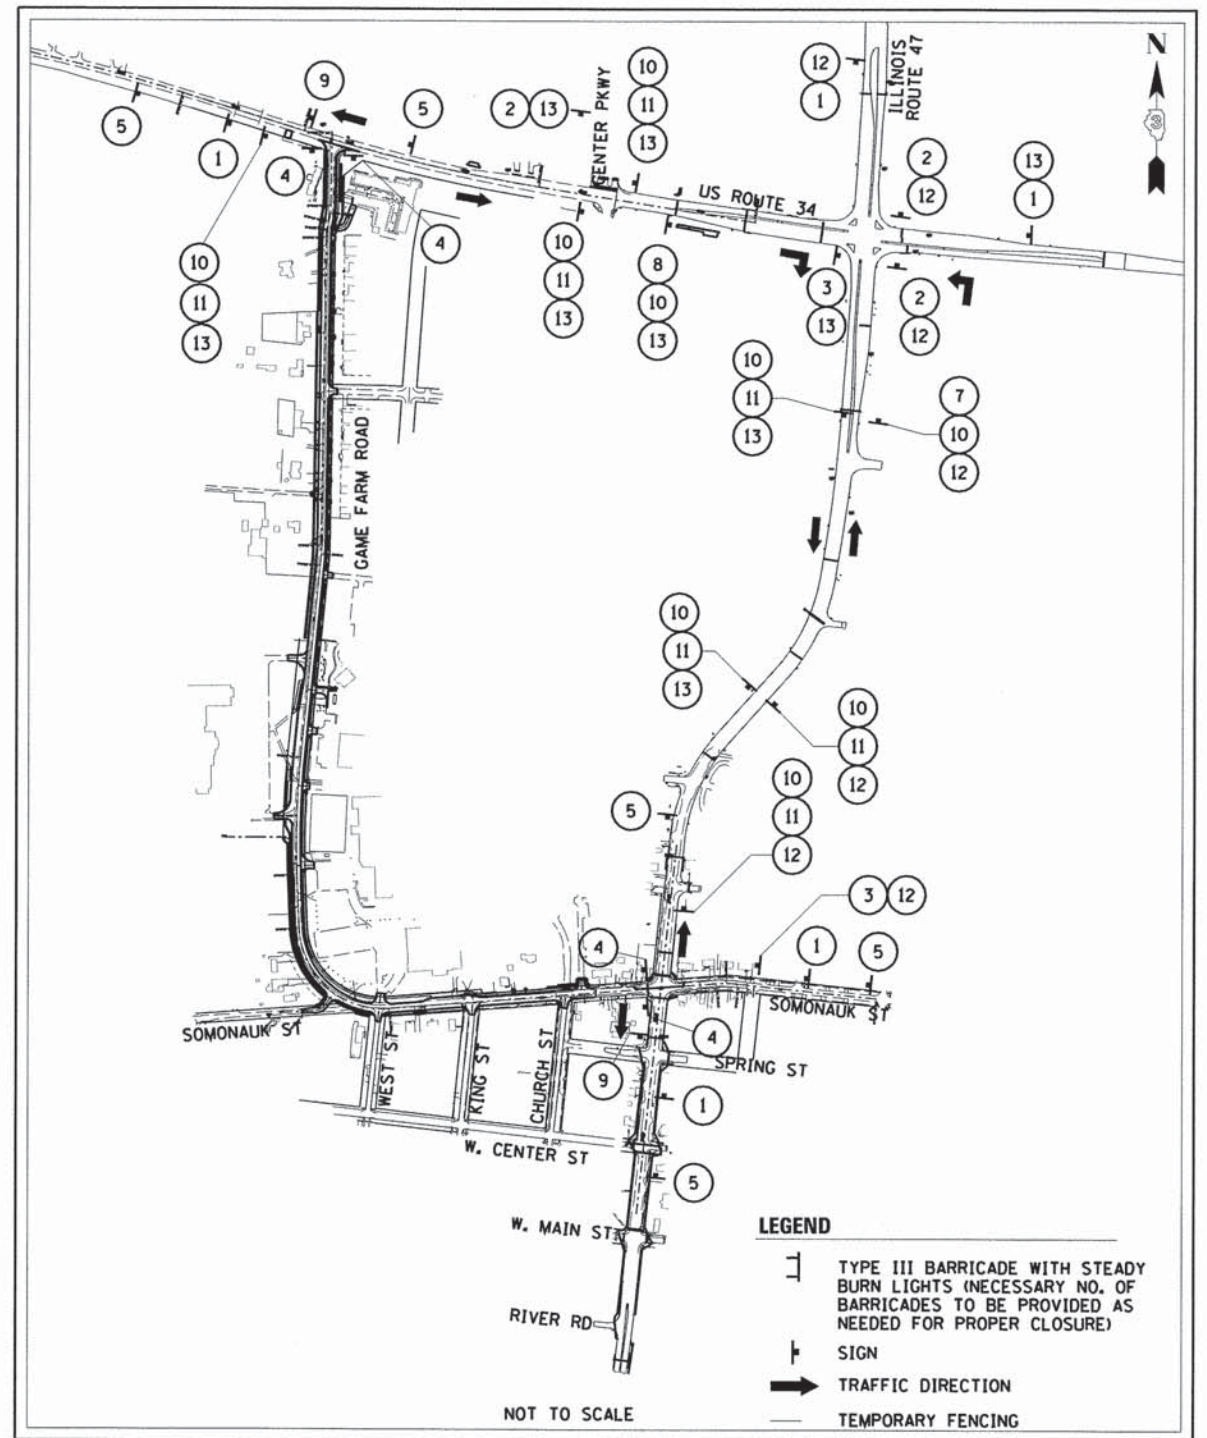 N
3
ILLINOIS
ROUTE 47
12
1
10
11
13
CENTER PKWY
2 13
9
5
5
1
4
4
US ROUTE 34
2
12
13
1
10
11
13
10
11
13
8
10
13
3
13
2
12
10
11
13
7
10
12
GAME FARM ROAD
10
11
13
10
11
12
5
10
11
12
3 12
4
1
5
SOMONAUK ST
SOMONAUK ST
WEST ST
KING ST
CHURCH ST
4
SPRING ST
9
1
W. CENTER ST
5
W. MAIN ST
RIVER RD
NOT TO SCALE
LEGEND
TYPE III BARRICADE WITH STEADY
BURN LIGHTS (NECESSARY NO. OF
BARRICADES TO BE PROVIDED AS
NEEDED FOR PROPER CLOSURE)
SIGN
TRAFFIC DIRECTION
TEMPORARY FENCING